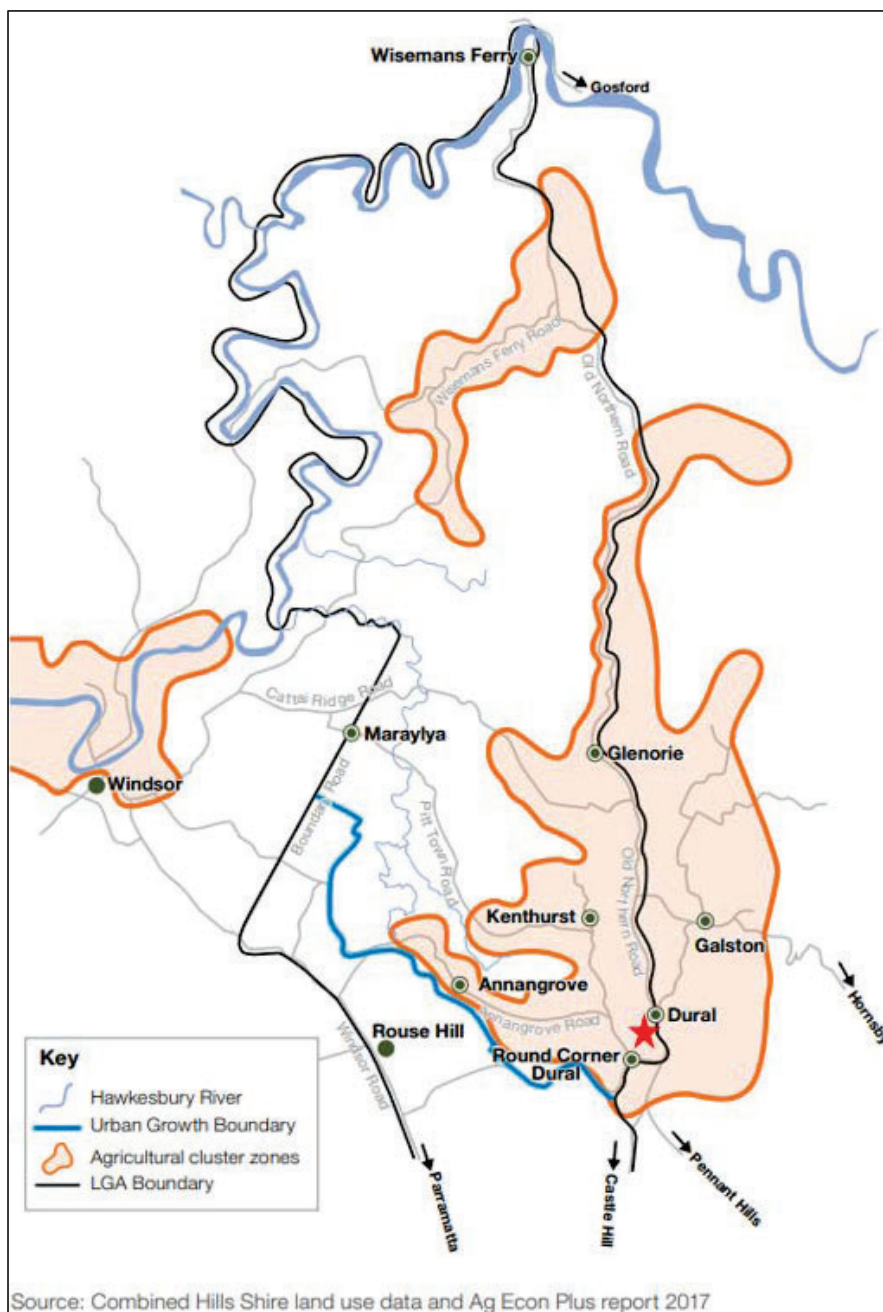 Wisemans Ferry
Gosford
Wisemans Ferry Road
Old Northern Road
Cattai Ridge Road
Maraylya
Glenorie
Windsor
Boundary Road
Pitt Town Road
Old Northern Road
Kenthurst
Galston
Hornsby
Annangrove
Annangrove Road
Dural
Rouse Hill
Round Corner
Dural
Windsor Road
Key
Hawkesbury River
Urban Growth Boundary
Agricultural cluster zones
LGA Boundary
Parramatta
Castle Hill
Pennant Hills
Source: Combined Hills Shire land use data and Ag Econ Plus report 2017